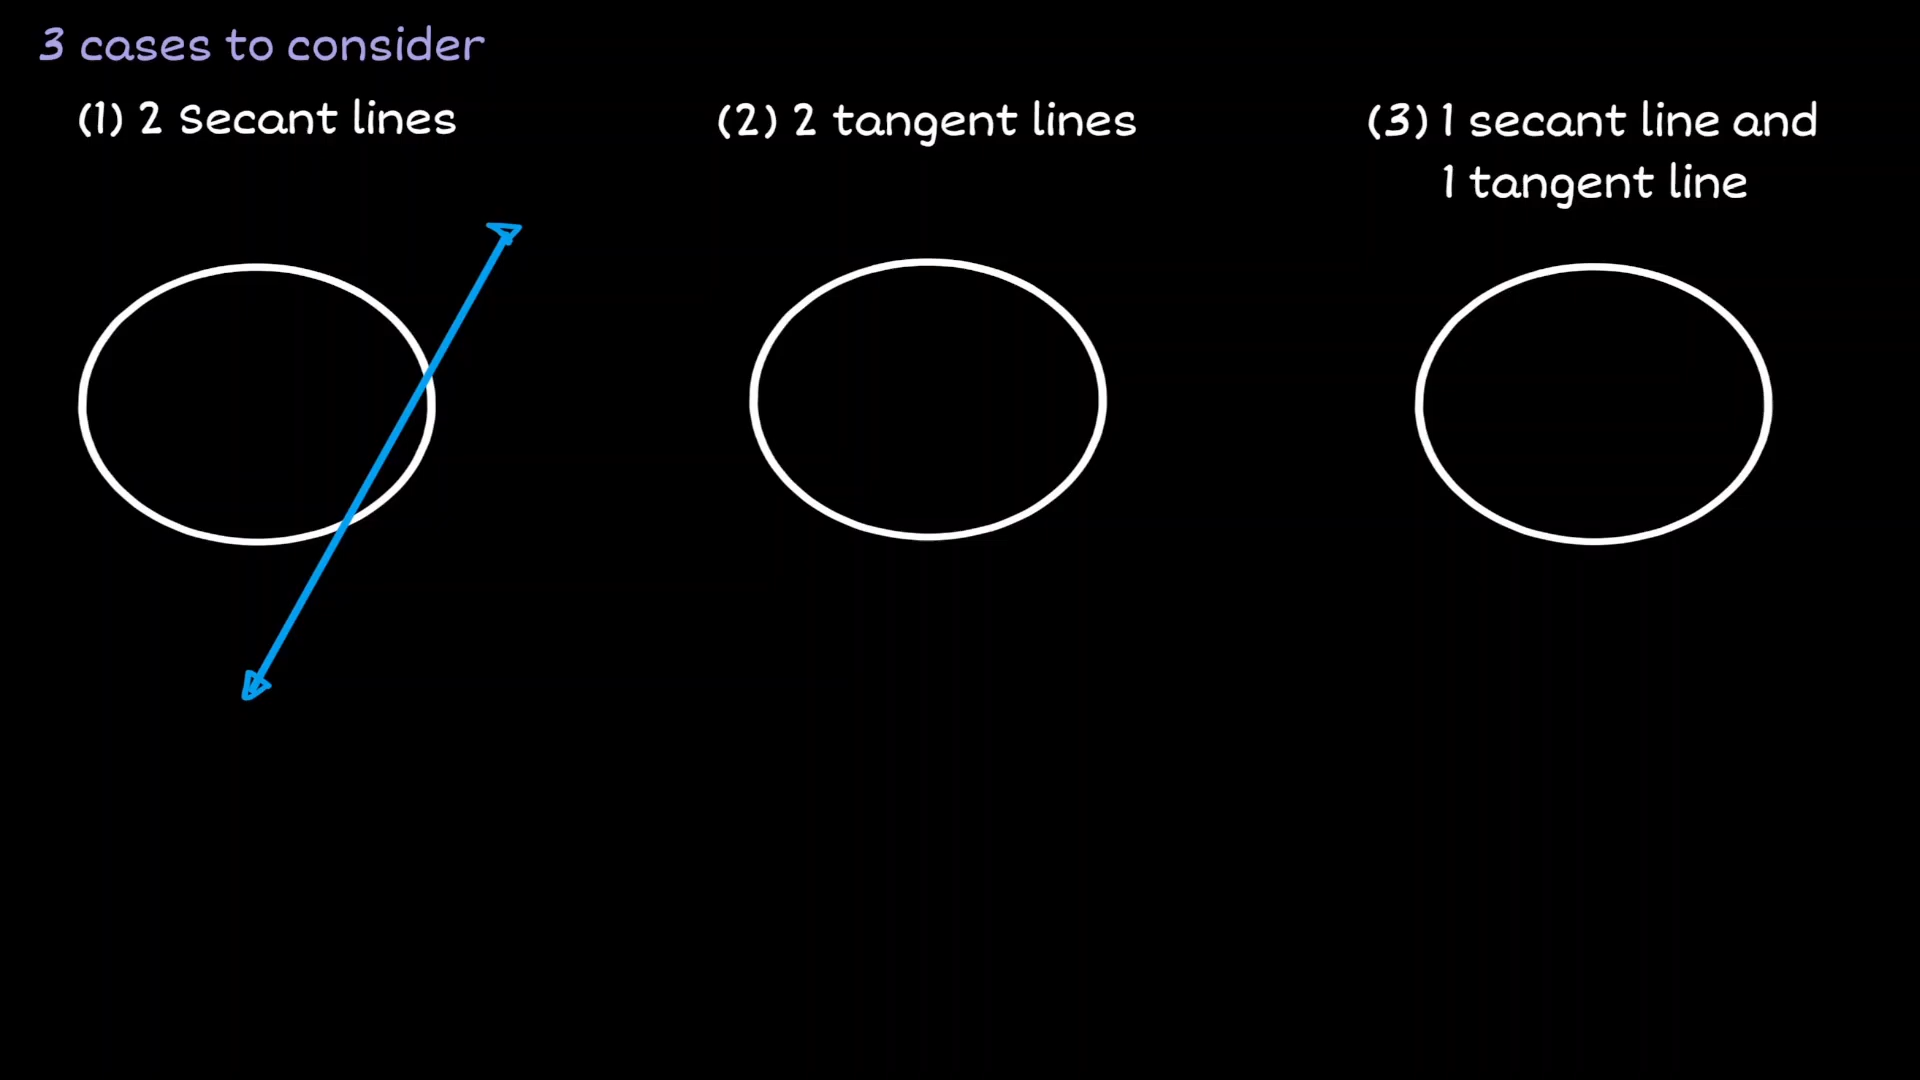 3 cases to consider
(1) 2 Secant lines
(2) 2 tangent lines
(3) 1 secant line and
1 tangent line